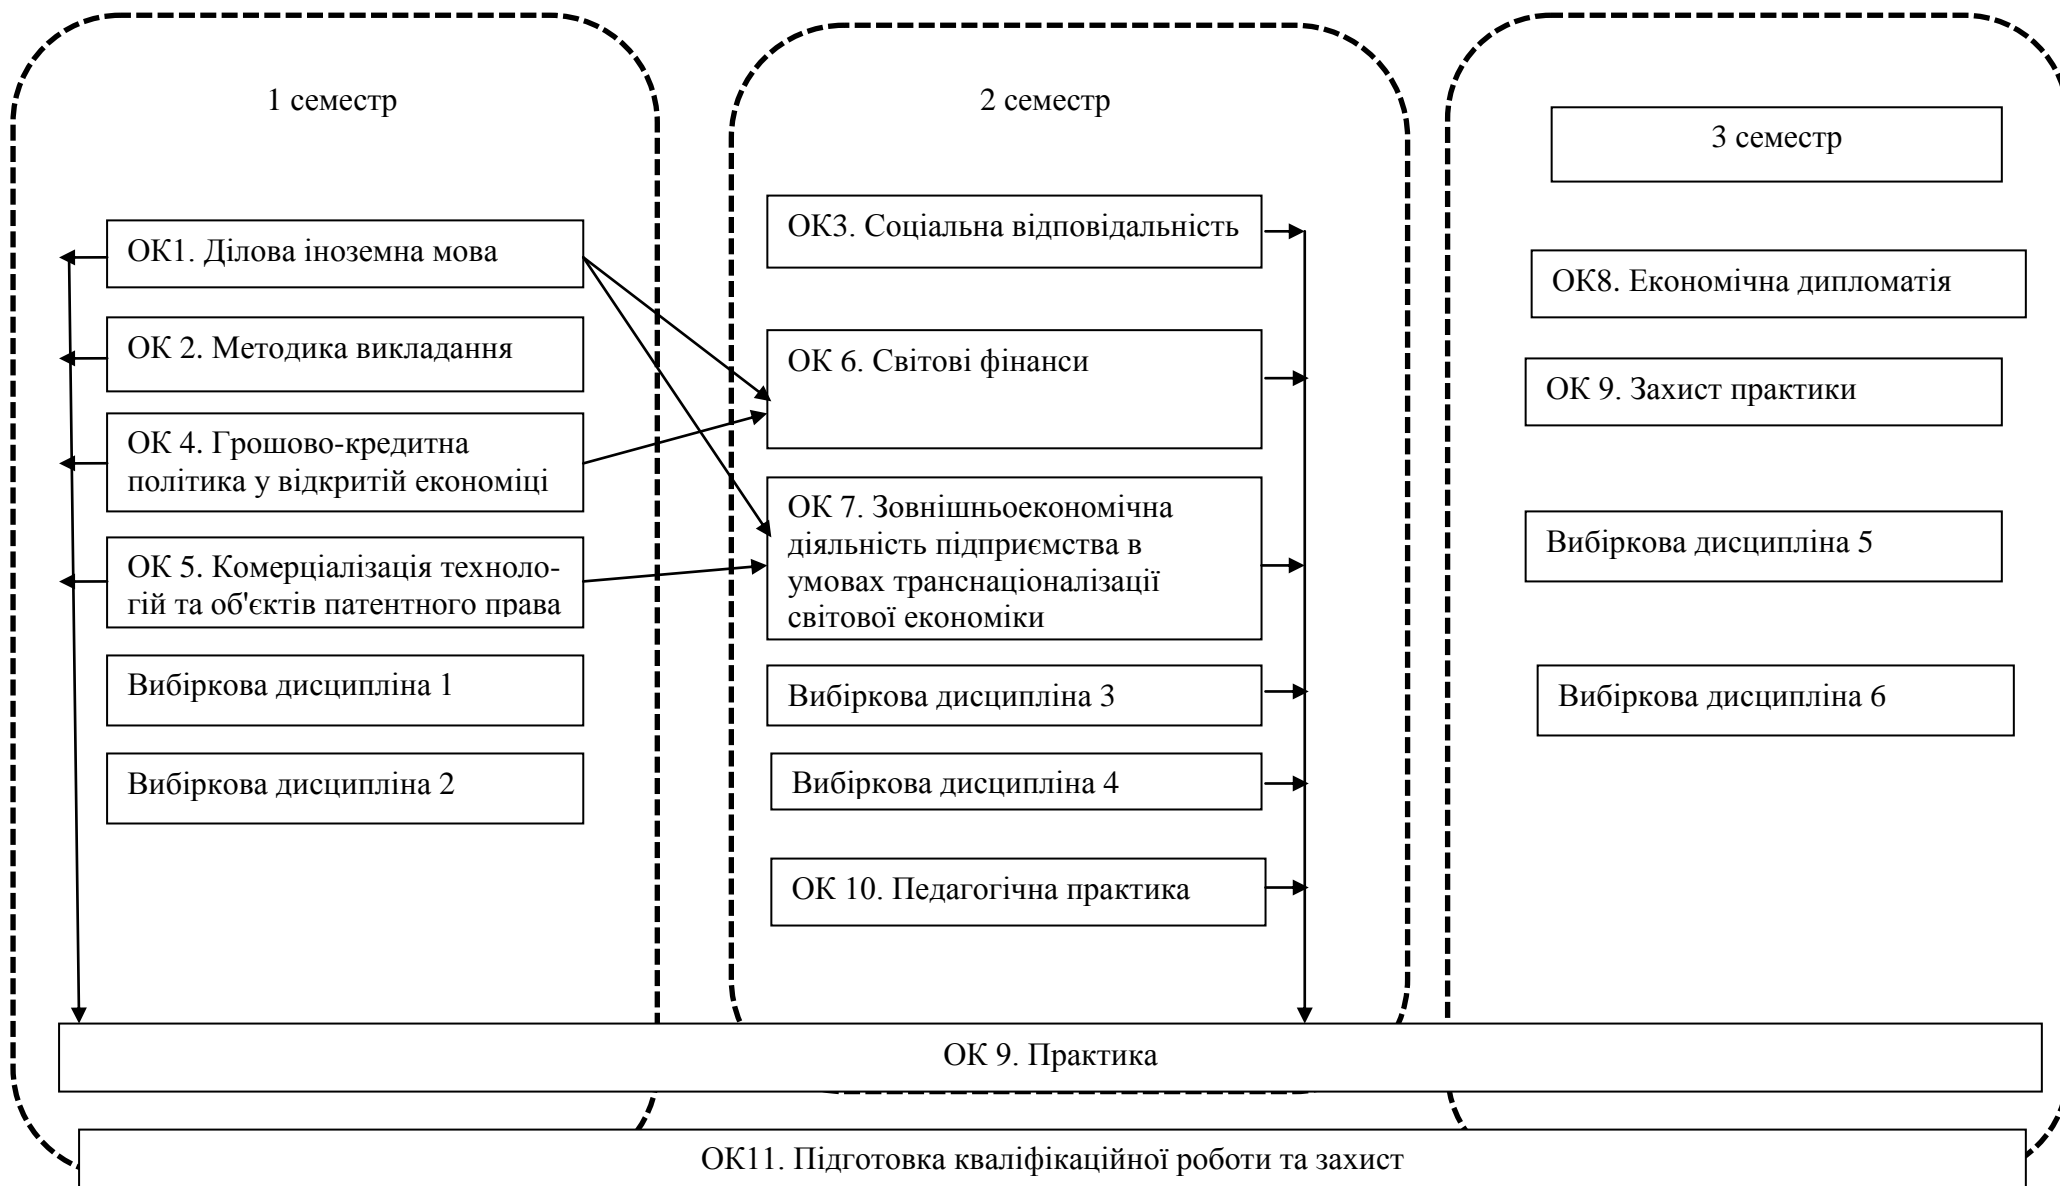 1 семестр
ОК1. Ділова іноземна мова
ОК 2. Методика викладання
ОК 4. Грошово-кредитна
політика у відкритій економіці
ОК 5. Комерціалізація техноло-
гій та об'єктів патентного права
Вибіркова дисципліна 1
Вибіркова дисципліна 2
2 семестр
ОК3. Соціальна відповідальність
ОК 6. Світові фінанси
ОК 7. Зовнішньоекономічна
діяльність підприємства в
умовах транснаціоналізації
світової економіки
Вибіркова дисципліна 3
Вибіркова дисципліна 4
ОК 10. Педагогічна практика
3 семестр
ОК8. Економічна дипломатія
ОК 9. Захист практики
Вибіркова дисципліна 5
Вибіркова дисципліна 6
ОК 9. Практика
ОК11. Підготовка кваліфікаційної роботи та захист